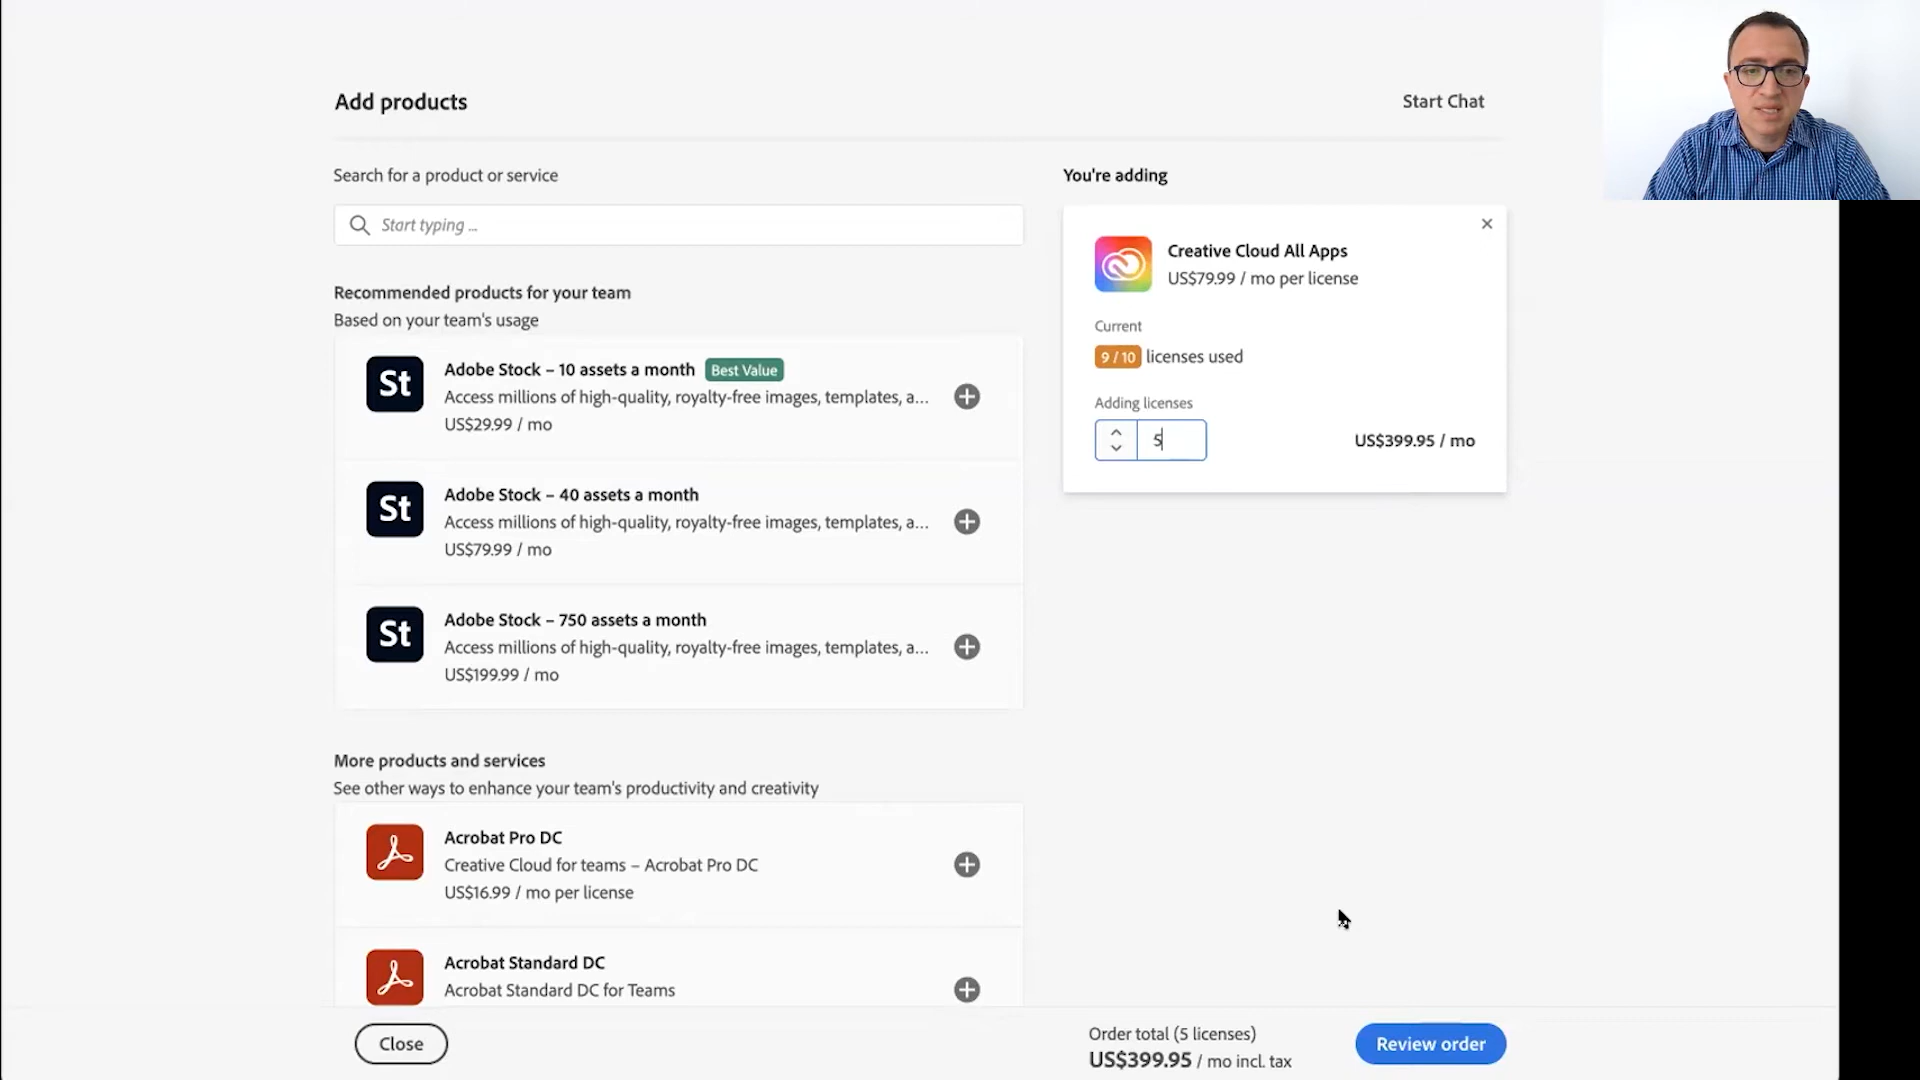 Add products
Start Chat
Search for a product or service
Start typing ...
Recommended products for your team
Based on your team's usage
St
Adobe Stock – 10 assets a month Best Value
Access millions of high-quality, royalty-free images, templates, a...
US$29.99 / mo
St
Adobe Stock – 40 assets a month
Access millions of high-quality, royalty-free images, templates, a...
US$79.99 / mo
St
Adobe Stock – 750 assets a month
Access millions of high-quality, royalty-free images, templates, a...
US$199.99 / mo
More products and services
See other ways to enhance your team's productivity and creativity
Acrobat Pro DC
Creative Cloud for teams – Acrobat Pro DC
US$16.99 / mo per license
Acrobat Standard DC
Acrobat Standard DC for Teams
You're adding
Creative Cloud All Apps
US$79.99 / mo per license
Current
9 / 10 licenses used
Adding licenses
5
US$399.95 / mo
Close
Order total (5 licenses)
US$399.95 / mo incl. tax
Review order